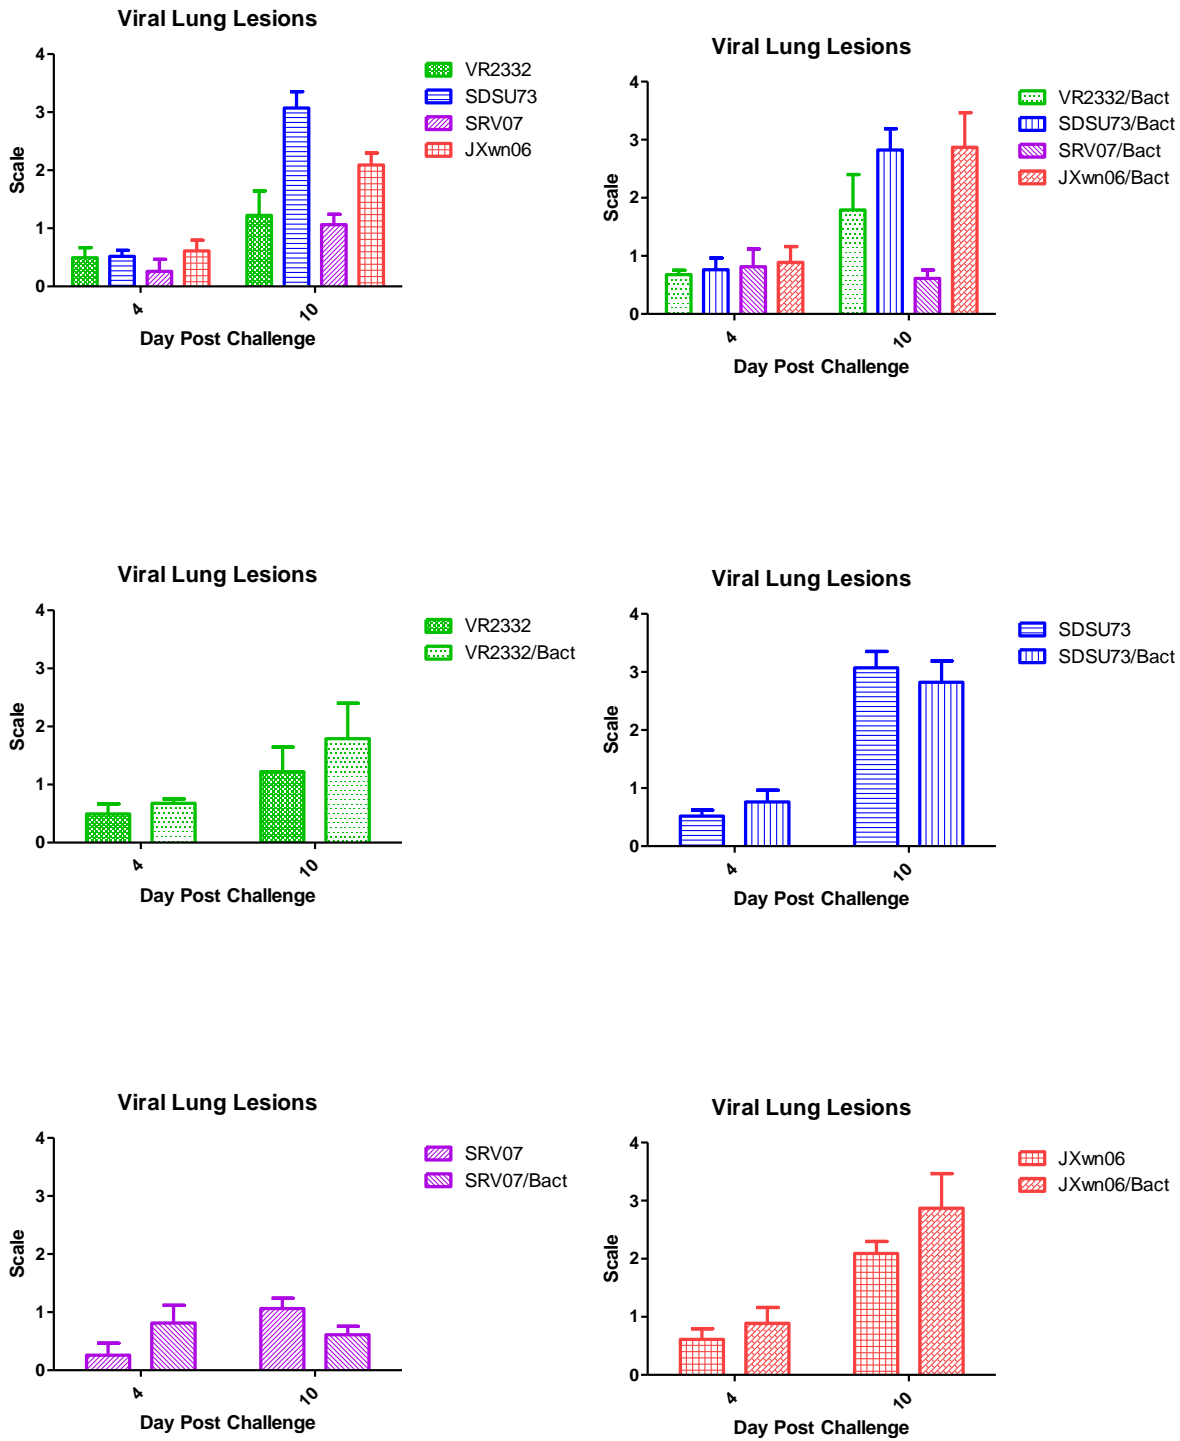 Viral Lung Lesions
4
3
2
1
0
Scale
4
10
Day Post Challenge
VR2332
SDSU73
SRV07
JXwn06
Viral Lung Lesions
4
3
2
1
0
Scale
4
10
Day Post Challenge
VR2332/Bact
SDSU73/Bact
SRV07/Bact
JXwn06/Bact
Viral Lung Lesions
4
3
2
1
0
Scale
4
10
Day Post Challenge
VR2332
VR2332/Bact
Viral Lung Lesions
4
3
2
1
0
Scale
4
10
Day Post Challenge
SDSU73
SDSU73/Bact
Viral Lung Lesions
4
3
2
1
0
Scale
4
10
Day Post Challenge
SRV07
SRV07/Bact
Viral Lung Lesions
4
3
2
1
0
Scale
4
10
Day Post Challenge
JXwn06
JXwn06/Bact